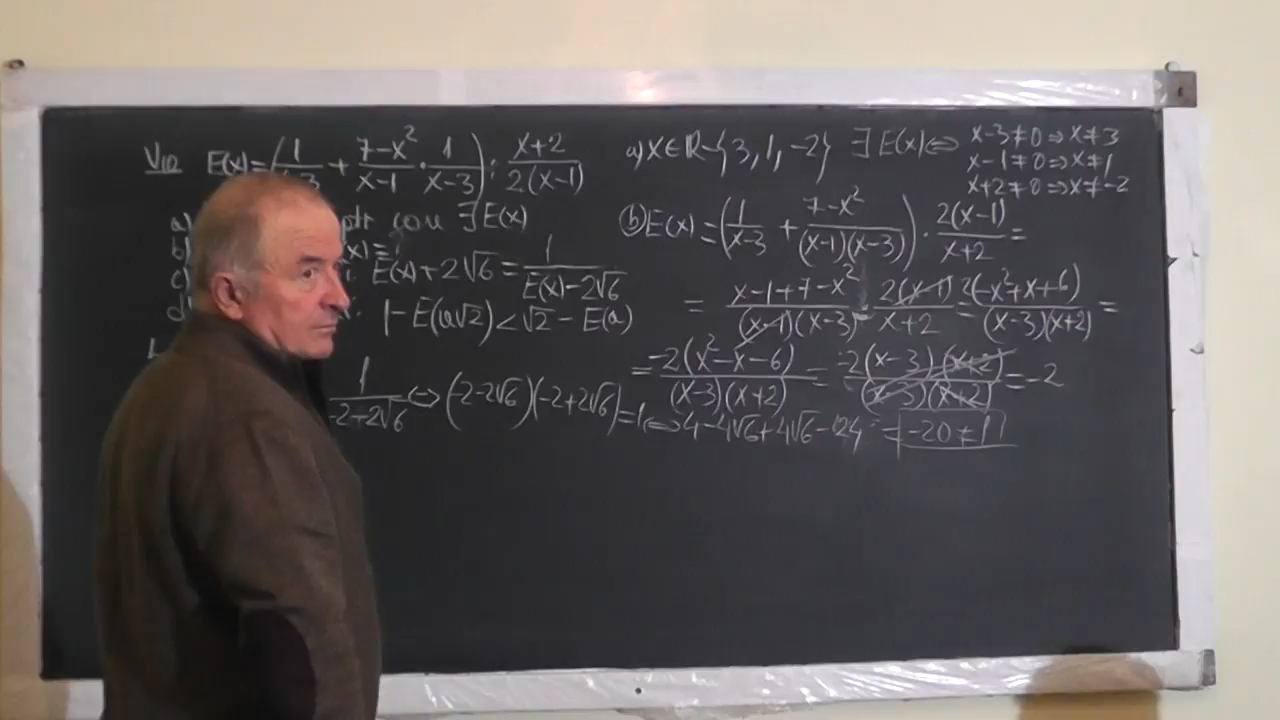 V10 E(x)=(1/x-3 + 7-x²/x-1 · 1/x-3) : x+2/2(x-1)
a) ptr cou ∃E(x)
b) (x)=?
c) E(x)+2√6=1/E(x)-2√6
d) 1-E(a√2)<√2-E(a)
1/-2+2√6 ⇔ (-2-2√6)(-2+2√6)=1 ⇔ 4-4√6+4√6-24 = -20≠1
a) x∈R-{3,1,-2} ∃E(x)⇔ x-3≠0⇒x≠3
x-1≠0⇒x≠1
x+2≠0⇒x≠-2
b) E(x)=(1/x-3 + 7-x²/(x-1)(x-3)) · 2(x-1)/x+2 =
= x-1+7-x²/(x-1)(x-3) · 2(x-1)/x+2 = 2(-x²+x+6)/(x-3)(x+2) =
= -2(x²-x-6)/(x-3)(x+2) = -2(x-3)(x+2)/(x-3)(x+2) = -2